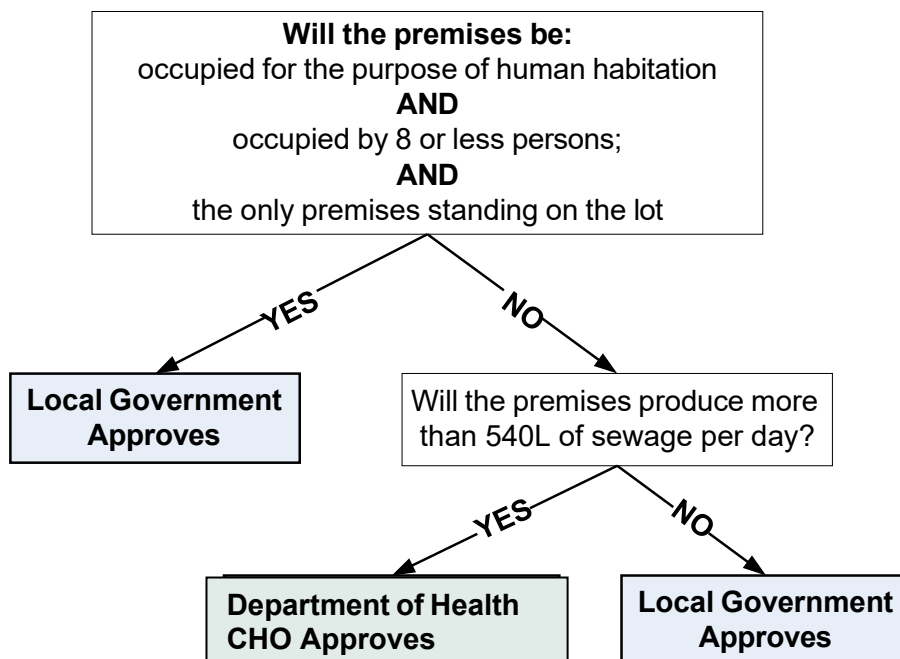 Will the premises be:
occupied for the purpose of human habitation
AND
occupied by 8 or less persons;
AND
the only premises standing on the lot
YES
NO
Local Government
Approves
Will the premises produce more
than 540L of sewage per day?
YES
NO
Department of Health
CHO Approves
Local Government
Approves